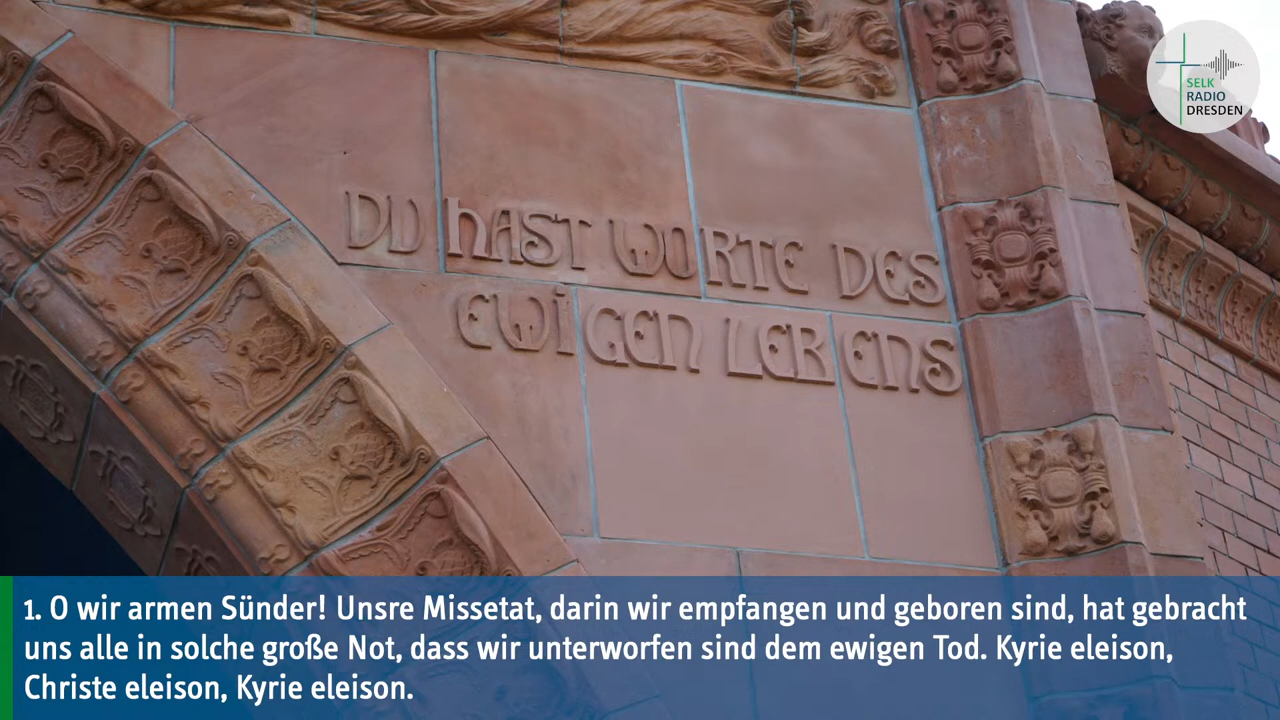 SELK
RADIO
DRESDEN
DU HAST WORTE DES
EWIGEN LEBENS
1. O wir armen Sünder! Unsre Missetat, darin wir empfangen und geboren sind, hat gebracht
uns alle in solche große Not, dass wir unterworfen sind dem ewigen Tod. Kyrie eleison,
Christe eleison, Kyrie eleison.